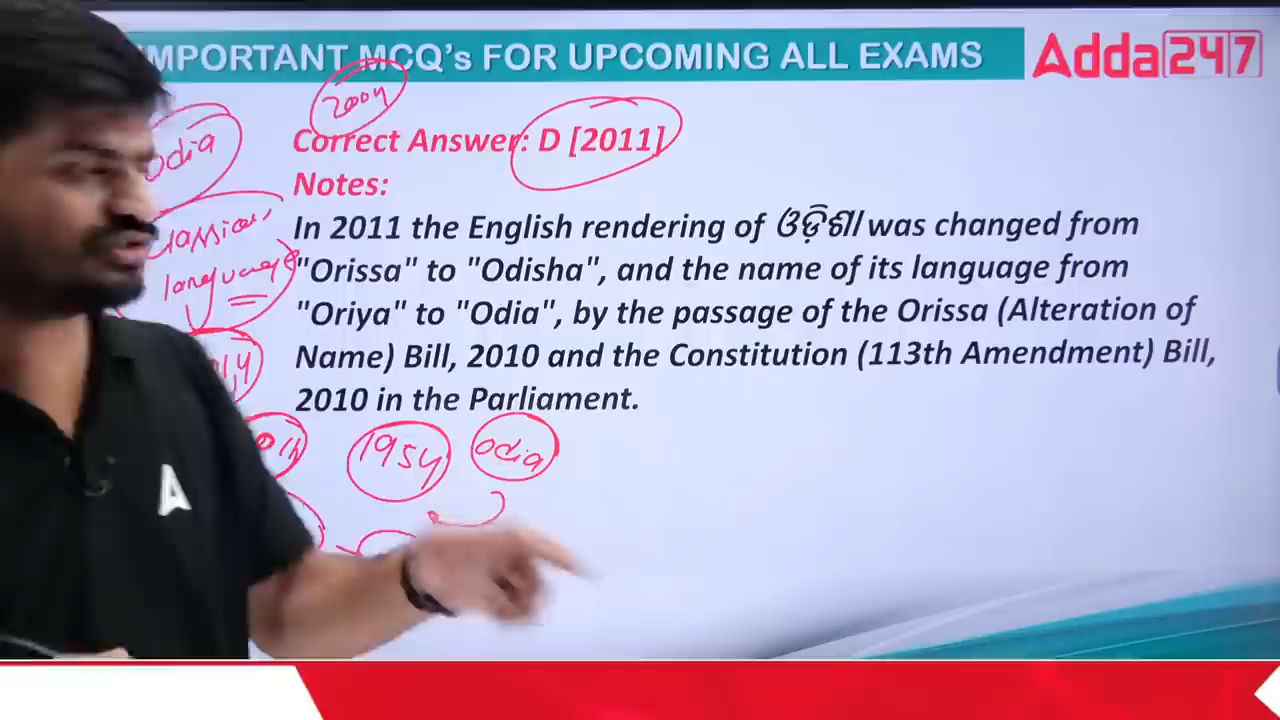 IMPORTANT MCQ's FOR UPCOMING ALL EXAMS
Adda247
2004
Odia
Correct Answer: D [2011]
Notes:
classical
language
In 2011 the English rendering of ଓଡ଼ିଶା was changed from
"Orissa" to "Odisha", and the name of its language from
"Oriya" to "Odia", by the passage of the Orissa (Alteration of
Name) Bill, 2010 and the Constitution (113th Amendment) Bill,
2010 in the Parliament.
1954
odia